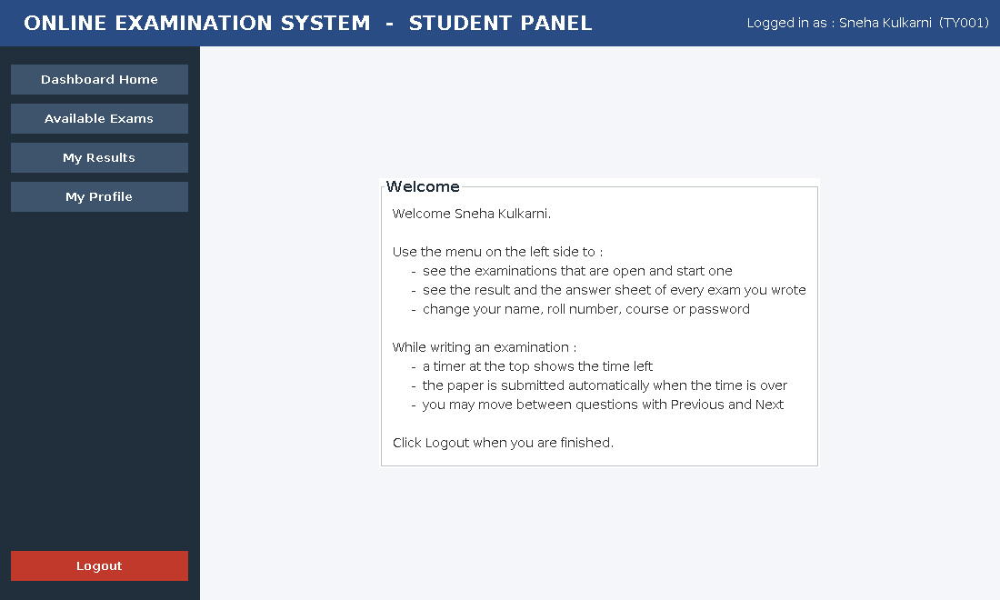 ONLINE EXAMINATION SYSTEM  -  STUDENT PANEL
Logged in as : Sneha Kulkarni  (TY001)
Dashboard Home
Available Exams
My Results
My Profile
Logout
Welcome
Welcome Sneha Kulkarni.
Use the menu on the left side to :
-  see the examinations that are open and start one
-  see the result and the answer sheet of every exam you wrote
-  change your name, roll number, course or password
While writing an examination :
-  a timer at the top shows the time left
-  the paper is submitted automatically when the time is over
-  you may move between questions with Previous and Next
Click Logout when you are finished.